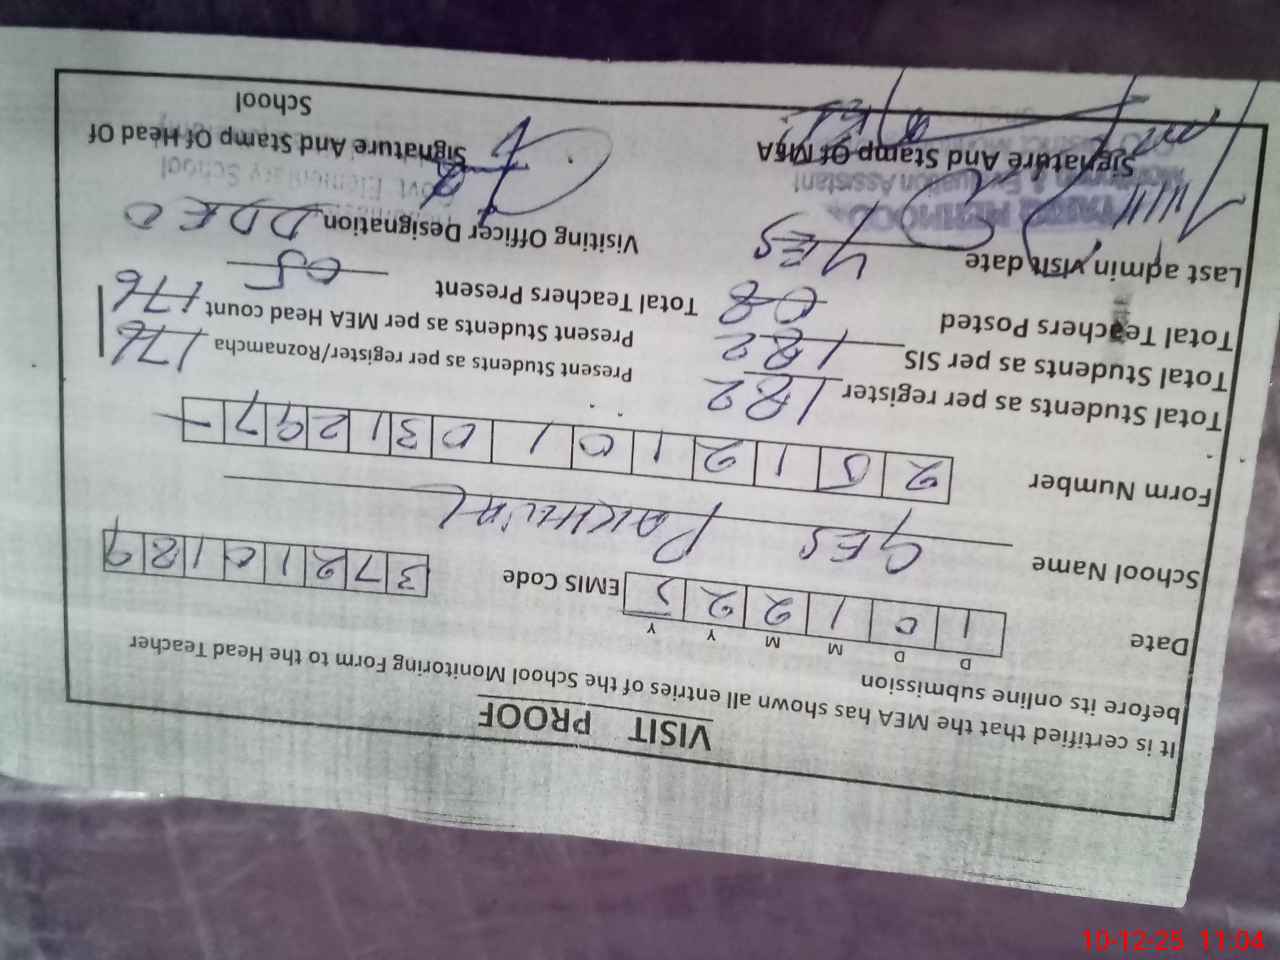 VISIT PROOF
It is certified that the MEA has shown all entries of the School Monitoring Form to the Head Teacher
before its online submission
D D M M Y Y
Date 1 0 1 2 2 5 EMIS Code 3 7 2 1 0 1 8 9
School Name GES
Form Number 2 5 1 2 1 0 1 0 3 1 2 9 7 -
Total Students as per register 182 Present Students as per register/Roznamcha 176
Total Students as per SIS 182 Present Students as per MEA Head count 176
Total Teachers Posted 08 Total Teachers Present 05
Last admin visit date YES Visiting Officer Designation DDEO
Evaluation Assistant
Govt. Elementary School
Signature And Stamp Of MEA Signature And Stamp Of Head Of
School
10-12-25 11:04